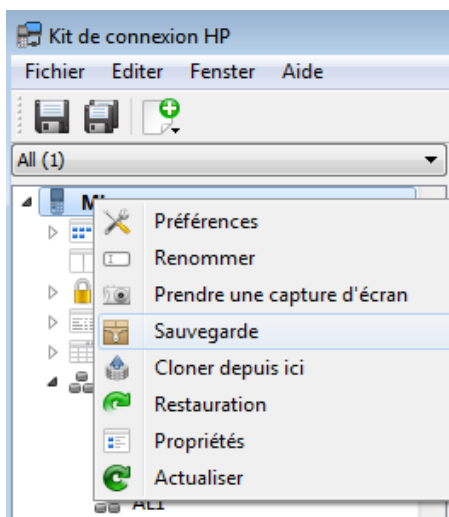 Kit de connexion HP
Fichier Editer Fenster Aide
All (1)
Préférences
Renommer
Prendre une capture d'écran
Sauvegarde
Cloner depuis ici
Restauration
Propriétés
Actualiser